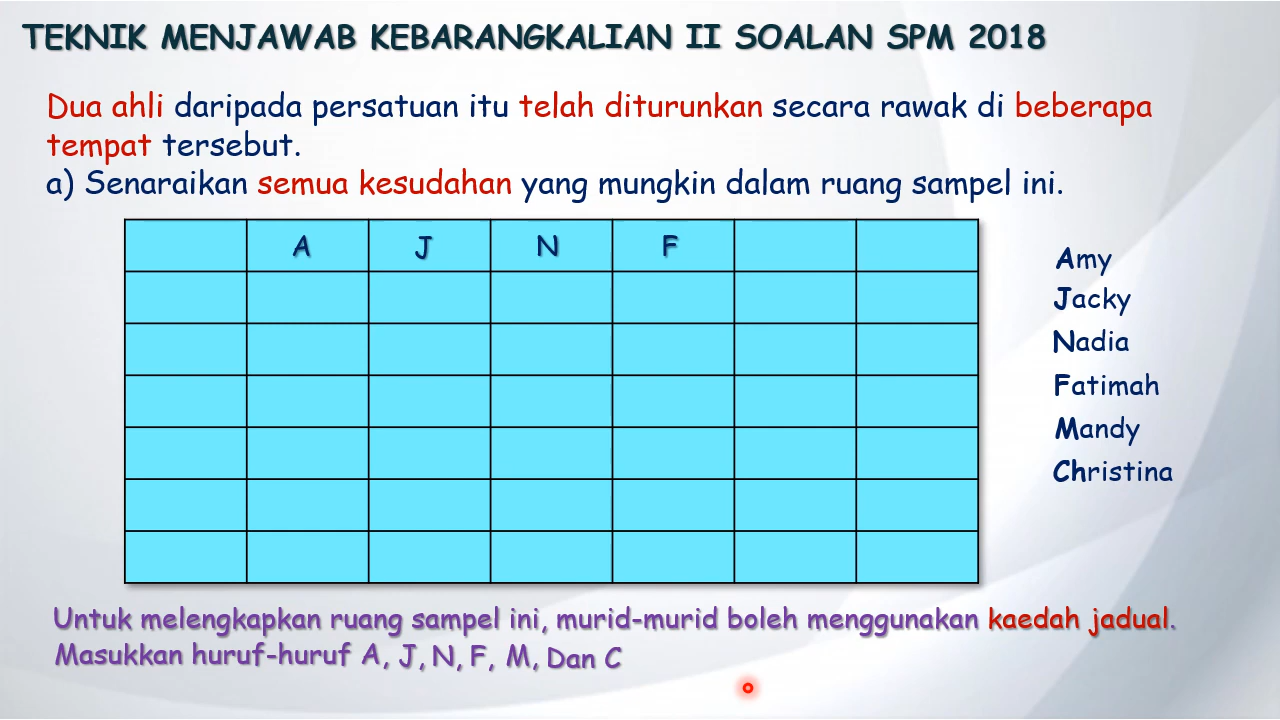 TEKNIK MENJAWAB KEBARANGKALIAN II SOALAN SPM 2018
Dua ahli daripada persatuan itu telah diturunkan secara rawak di beberapa
tempat tersebut.
a) Senaraikan semua kesudahan yang mungkin dalam ruang sampel ini.
A J N F
Amy
Jacky
Nadia
Fatimah
Mandy
Christina
Untuk melengkapkan ruang sampel ini, murid-murid boleh menggunakan kaedah jadual.
Masukkan huruf-huruf A, J, N, F, M, Dan C